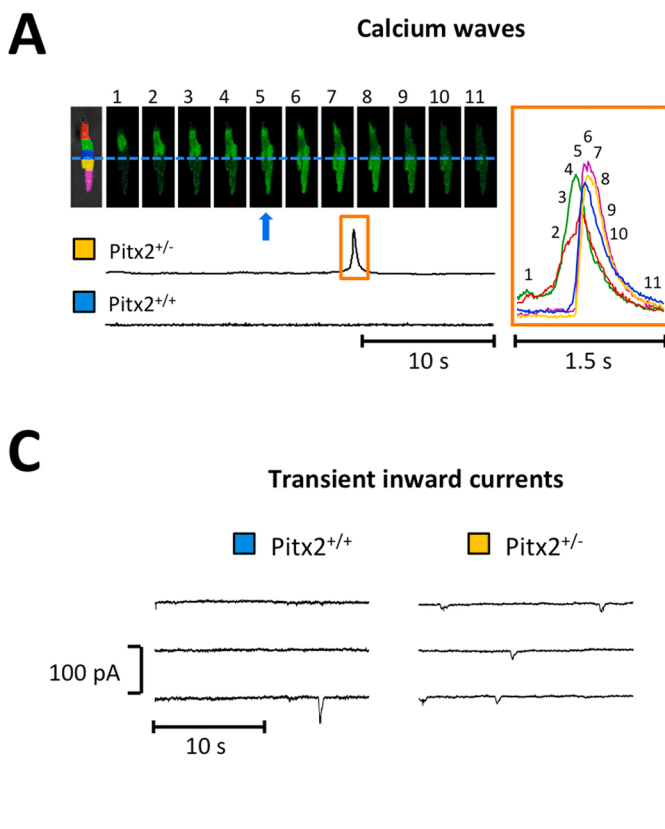 A
Calcium waves
1 2 3 4 5 6 7 8 9 10 11
Pitx2+/-
Pitx2+/+
10 s
1 2 3 4 5 6 7 8 9 10 11
1.5 s
C
Transient inward currents
Pitx2+/+ Pitx2+/-
100 pA
10 s